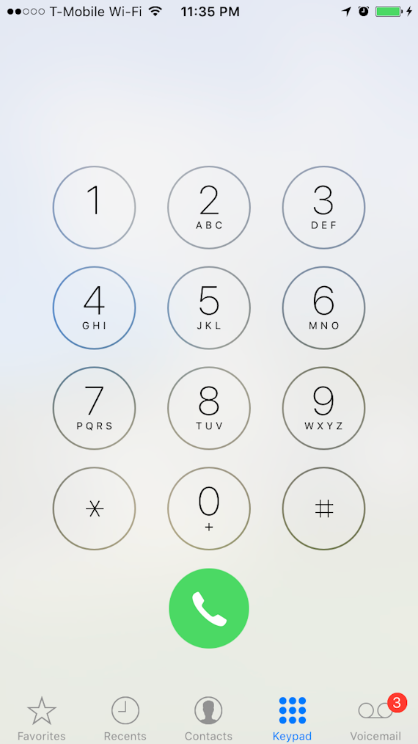 T-Mobile Wi-Fi 11:35 PM
1 2 3
ABC DEF
4 5 6
GHI JKL MNO
7 8 9
PQRS TUV WXYZ
* 0 #
+
3
Favorites Recents Contacts Keypad Voicemail